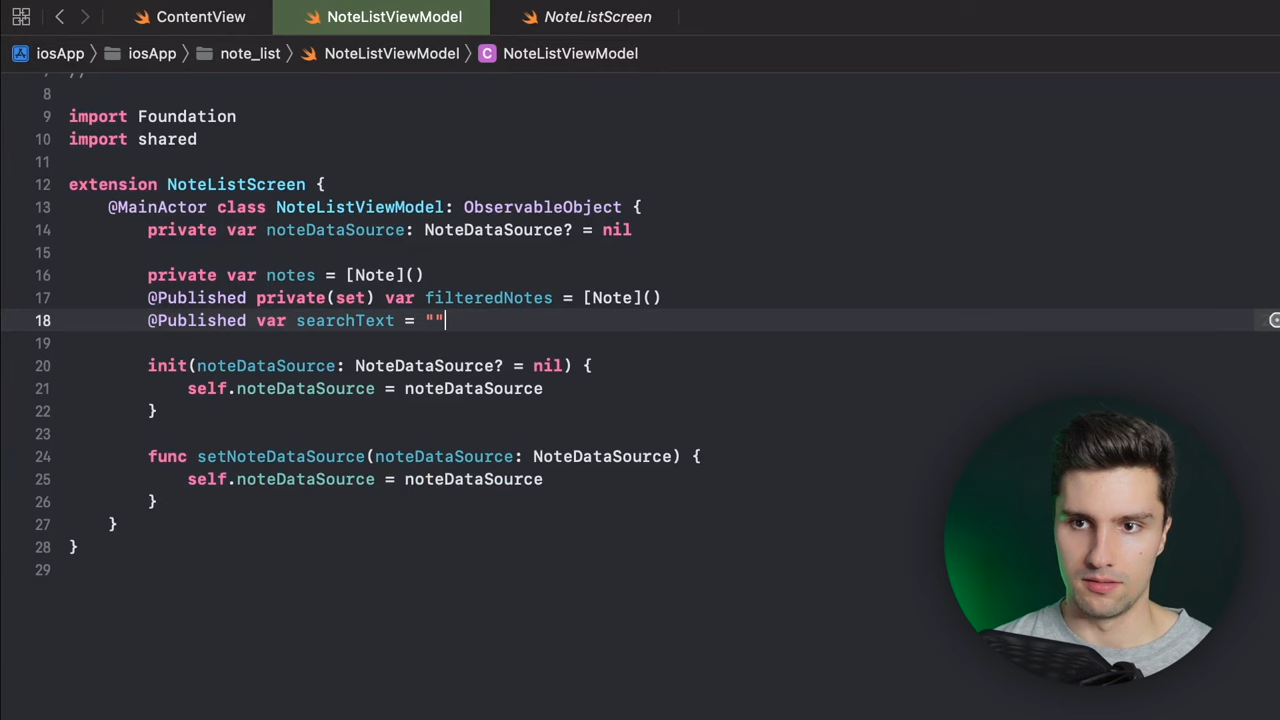 ContentView
NoteListViewModel
NoteListScreen
iosApp
iosApp
note_list
NoteListViewModel
C NoteListViewModel
8
9 import Foundation
10 import shared
11
12 extension NoteListScreen {
13 @MainActor class NoteListViewModel: ObservableObject {
14 private var noteDataSource: NoteDataSource? = nil
15
16 private var notes = [Note]()
17 @Published private(set) var filteredNotes = [Note]()
18 @Published var searchText = ""
19
20 init(noteDataSource: NoteDataSource? = nil) {
21 self.noteDataSource = noteDataSource
22 }
23
24 func setNoteDataSource(noteDataSource: NoteDataSource) {
25 self.noteDataSource = noteDataSource
26 }
27 }
28 }
29